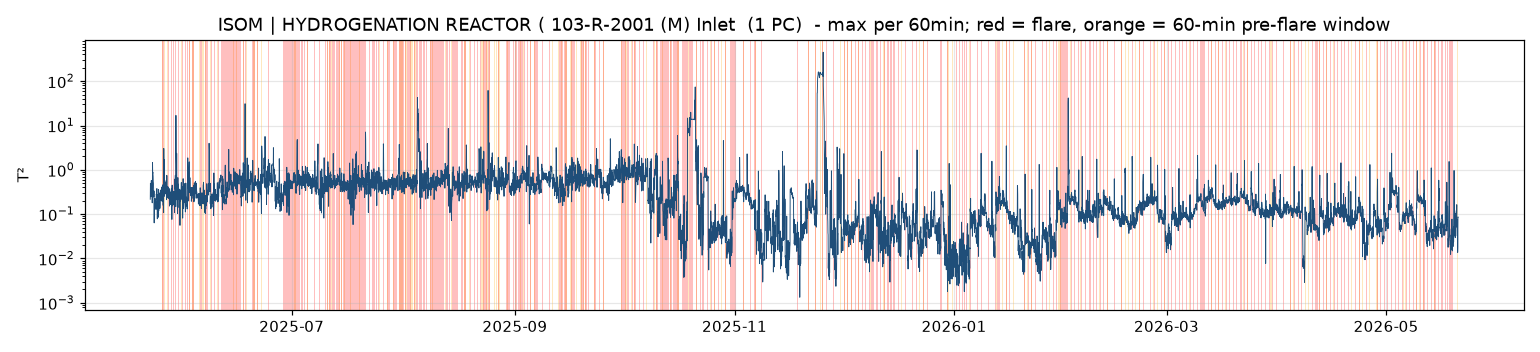 ISOM | HYDROGENATION REACTOR ( 103-R-2001 (M) Inlet  (1 PC)  - max per 60min; red = flare, orange = 60-min pre-flare window
T²
10²
10¹
10⁰
10⁻¹
10⁻²
10⁻³
2025-07 2025-09 2025-11 2026-01 2026-03 2026-05